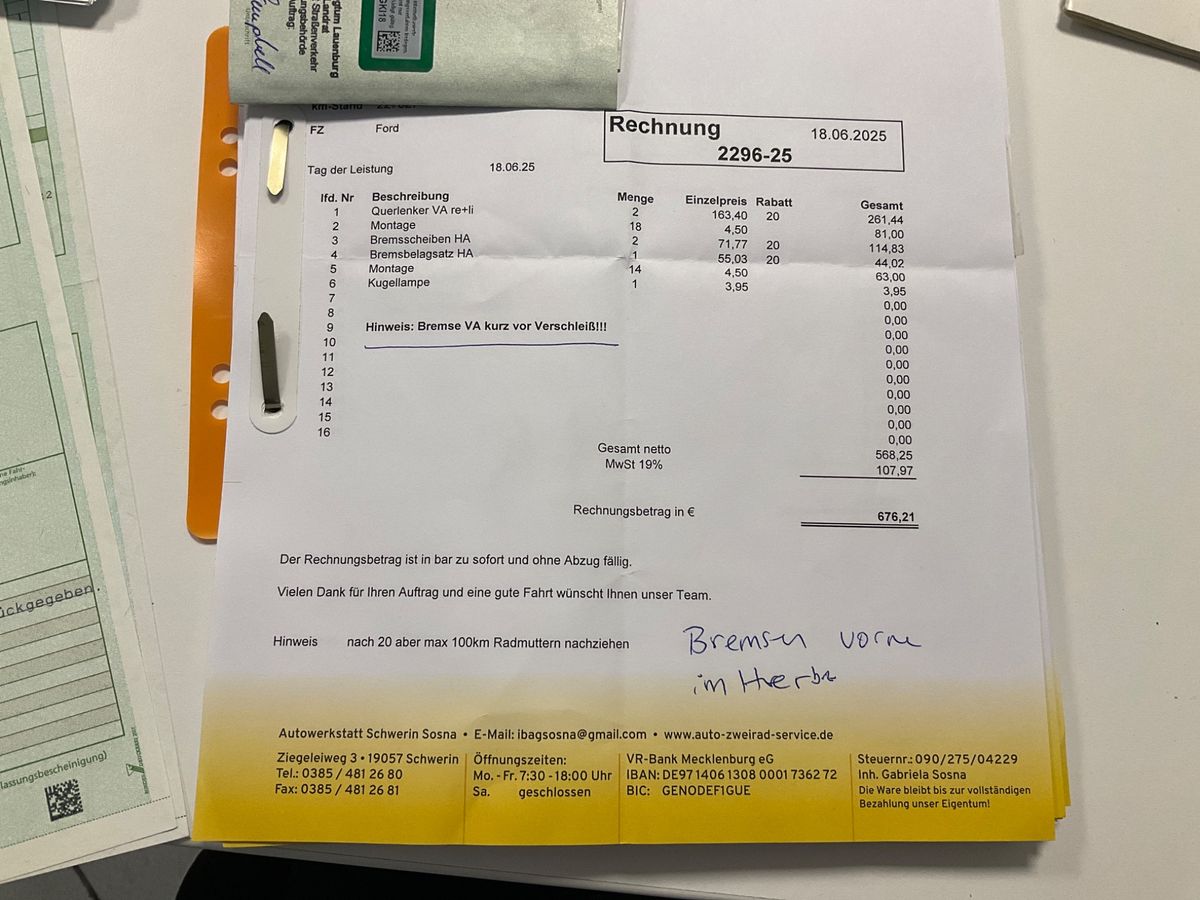 gtum Lauenburg
Landrat
Straßenverkehr
ungsbehörde
uftrag:
km-Stand
FZ Ford
Rechnung 18.06.2025
2296-25
Tag der Leistung 18.06.25
lfd. Nr Beschreibung Menge Einzelpreis Rabatt Gesamt
1 Querlenker VA re+li 2 163,40 20 261,44
2 Montage 18 4,50 81,00
3 Bremsscheiben HA 2 71,77 20 114,83
4 Bremsbelagsatz HA 1 55,03 20 44,02
5 Montage 14 4,50 63,00
6 Kugellampe 1 3,95 3,95
7 0,00
8 0,00
9 Hinweis: Bremse VA kurz vor Verschleiß!!! 0,00
10 0,00
11 0,00
12 0,00
13 0,00
14 0,00
15 0,00
16 0,00
Gesamt netto 568,25
MwSt 19% 107,97
Rechnungsbetrag in € 676,21
Der Rechnungsbetrag ist in bar zu sofort und ohne Abzug fällig.
Vielen Dank für Ihren Auftrag und eine gute Fahrt wünscht Ihnen unser Team.
Hinweis nach 20 aber max 100km Radmuttern nachziehen
Bremsen vorne
im Herbst
Autowerkstatt Schwerin Sosna • E-Mail: ibagsosna@gmail.com • www.auto-zweirad-service.de
Ziegeleiweg 3 • 19057 Schwerin
Tel.: 0385 / 481 26 80
Fax: 0385 / 481 26 81
Öffnungszeiten:
Mo. - Fr. 7:30 - 18:00 Uhr
Sa. geschlossen
VR-Bank Mecklenburg eG
IBAN: DE97 1406 1308 0001 7362 72
BIC: GENODEF1GUE
Steuernr.: 090/275/04229
Inh. Gabriela Sosna
Die Ware bleibt bis zur vollständigen
Bezahlung unser Eigentum!
ückgegeben.
lassungsbescheinigung)